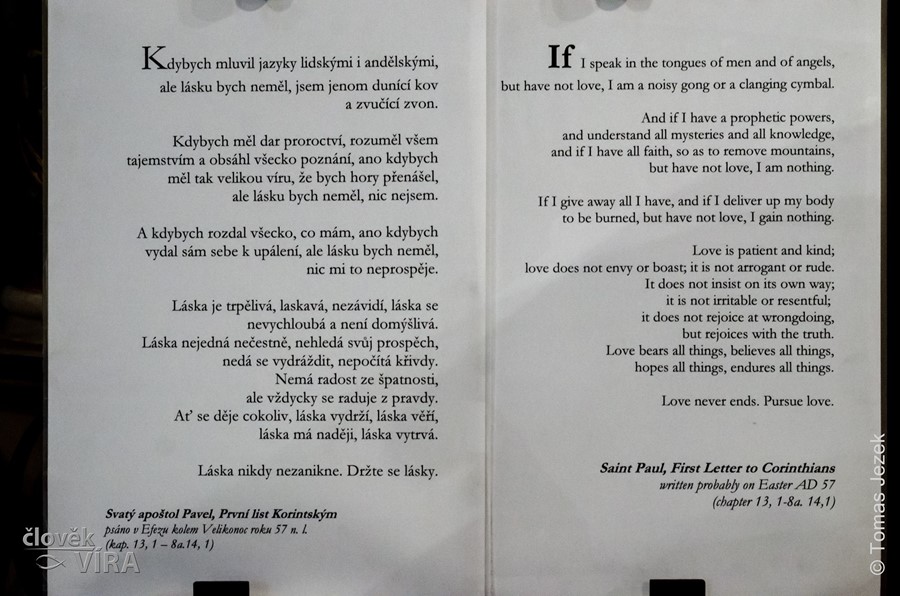 Kdybych mluvil jazyky lidskými i andělskými,
ale lásku bych neměl, jsem jenom dunící kov
a zvučící zvon.
Kdybych měl dar proroctví, rozuměl všem
tajemstvím a obsáhl všecko poznání, ano kdybych
měl tak velikou víru, že bych hory přenášel,
ale lásku bych neměl, nic nejsem.
A kdybych rozdal všecko, co mám, ano kdybych
vydal sám sebe k upálení, ale lásku bych neměl,
nic mi to neprospěje.
Láska je trpělivá, laskavá, nezávidí, láska se
nevychloubá a není domýšlivá.
Láska nejedná nečestně, nehledá svůj prospěch,
nedá se vydráždit, nepočítá křivdy.
Nemá radost ze špatnosti,
ale vždycky se raduje z pravdy.
Ať se děje cokoliv, láska vydrží, láska věří,
láska má naději, láska vytrvá.
Láska nikdy nezanikne. Držte se lásky.
Svatý apoštol Pavel, První list Korintským
psáno v Efezu kolem Velikonoc roku 57 n. l.
(kap. 13, 1 – 8a.14, 1)
If I speak in the tongues of men and of angels,
but have not love, I am a noisy gong or a clanging cymbal.
And if I have a prophetic powers,
and understand all mysteries and all knowledge,
and if I have all faith, so as to remove mountains,
but have not love, I am nothing.
If I give away all I have, and if I deliver up my body
to be burned, but have not love, I gain nothing.
Love is patient and kind;
love does not envy or boast; it is not arrogant or rude.
It does not insist on its own way;
it is not irritable or resentful;
it does not rejoice at wrongdoing,
but rejoices with the truth.
Love bears all things, believes all things,
hopes all things, endures all things.
Love never ends. Pursue love.
Saint Paul, First Letter to Corinthians
written probably on Easter AD 57
(chapter 13, 1-8a. 14,1)
člověk
VÍRA
© Tomas Jezek